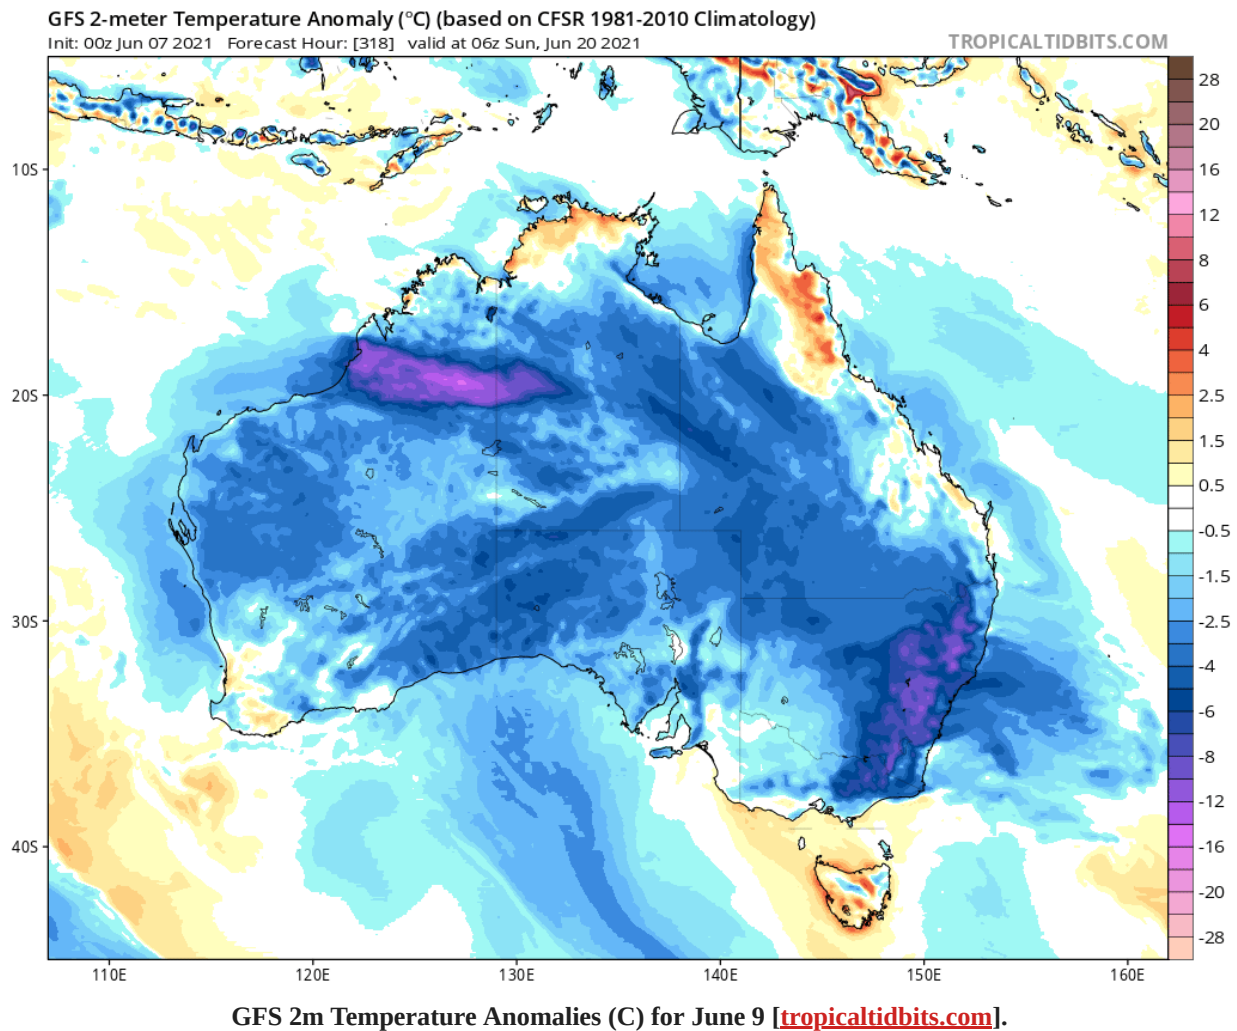 GFS 2-meter Temperature Anomaly (°C) (based on CFSR 1981-2010 Climatology)
Init: 00z Jun 07 2021   Forecast Hour: [318]   valid at 06z Sun, Jun 20 2021
TROPICALTIDBITS.COM
28
20
16
12
8
6
4
2.5
1.5
0.5
-0.5
-1.5
-2.5
-4
-6
-8
-12
-16
-20
-28
10S
20S
30S
40S
110E
120E
130E
140E
150E
160E
GFS 2m Temperature Anomalies (C) for June 9 [tropicaltidbits.com].